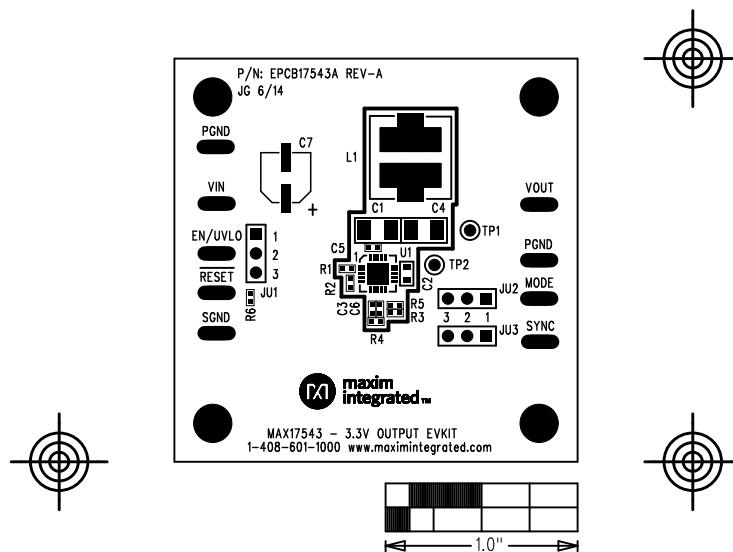 P/N: EPCB17543A REV-A
JG 6/14
PGND
C7
L1
VIN
+
VOUT
C1
C4
EN/UVLO
1
2
3
TP1
C5
1
U1
PGND
RESET
JU1
R1
R2
TP2
C2
MODE
R6
C3
C6
R5
R3
JU2
3 2 1
SGND
R4
JU3
SYNC
maxim
integrated™
MAX17543 - 3.3V OUTPUT EVKIT
1-408-601-1000 www.maximintegrated.com
1.0"